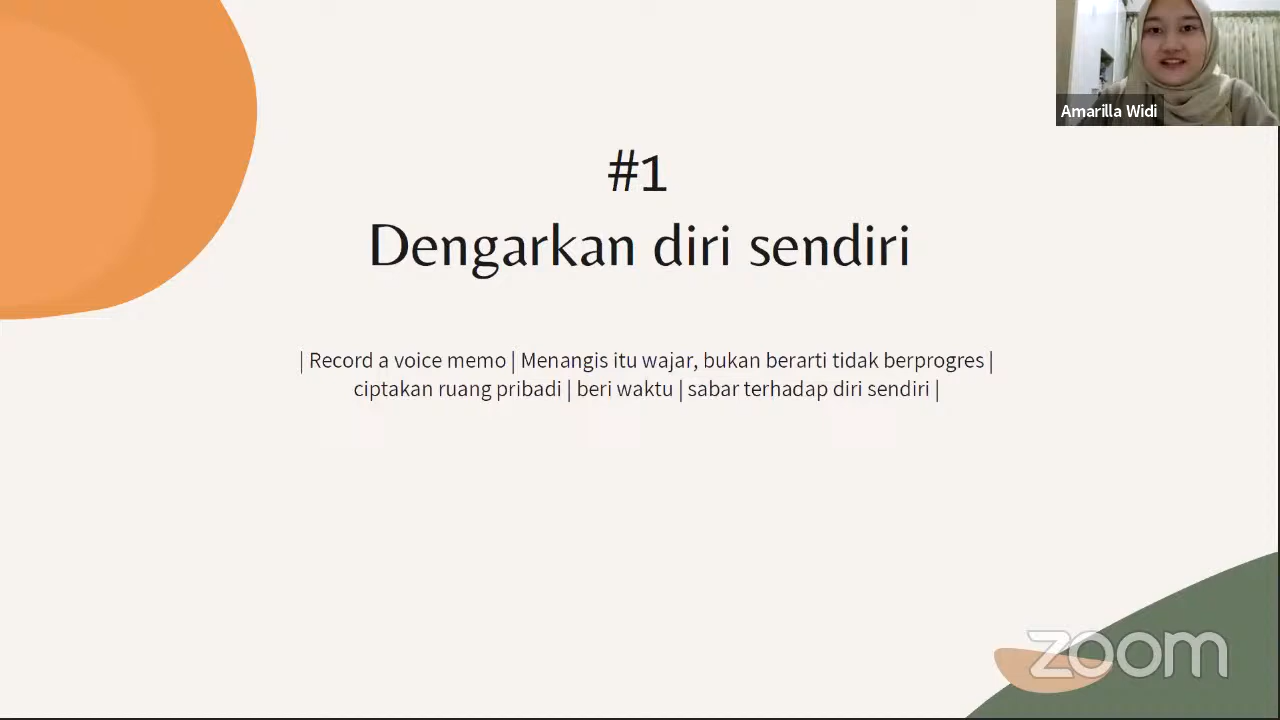 Amarilla Widi
#1
Dengarkan diri sendiri
| Record a voice memo | Menangis itu wajar, bukan berarti tidak berprogres |
ciptakan ruang pribadi | beri waktu | sabar terhadap diri sendiri |
zoom